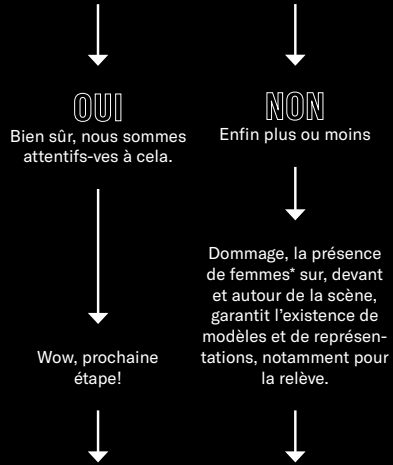 OUI
Bien sûr, nous sommes
attentifs-ves à cela.
Wow, prochaine
étape!
NON
Enfin plus ou moins
Dommage, la présence
de femmes* sur, devant
et autour de la scène,
garantit l'existence de
modèles et de représen-
tations, notamment pour
la relève.